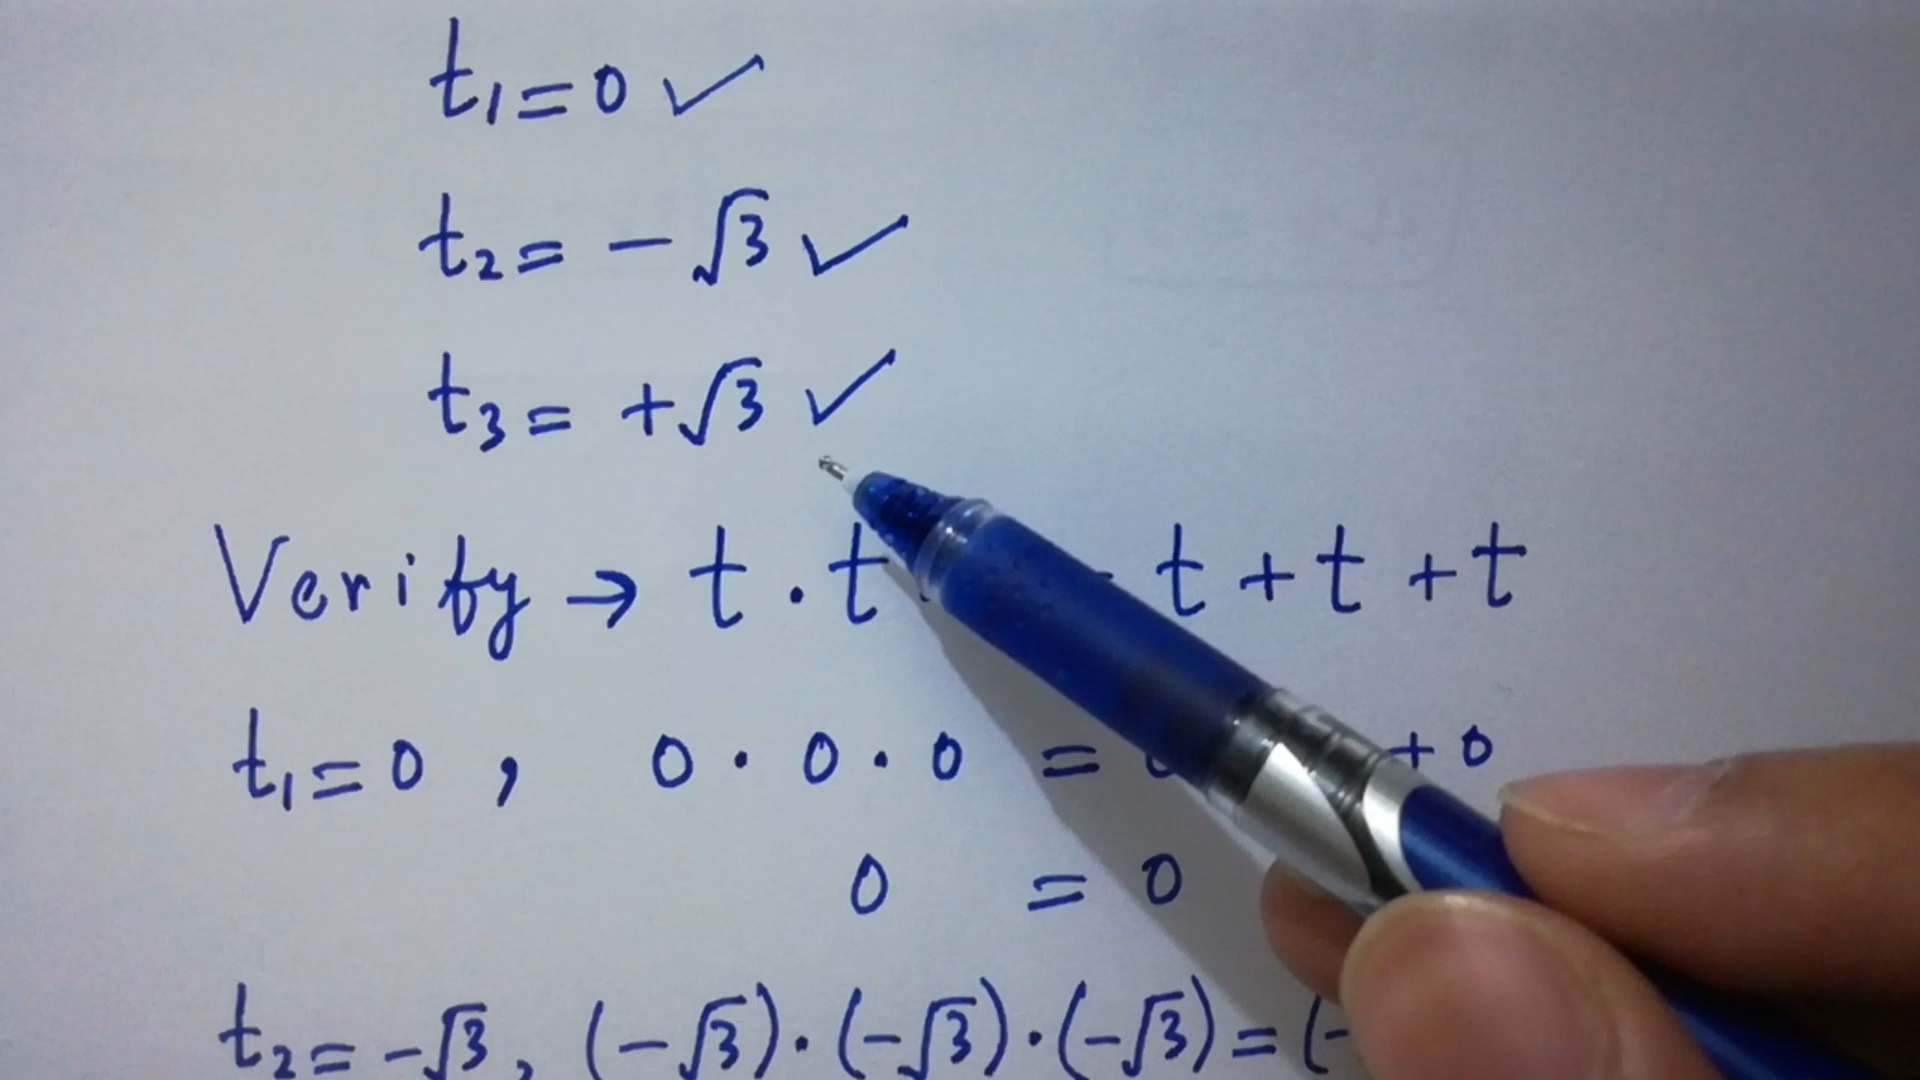 t₁ = 0 ✓
t₂ = - √3 ✓
t₃ = +√3 ✓
Verify → t · t t + t + t
t₁ = 0 , 0 · 0 · 0 = + 0
0 = 0
t₂ = -√3, (-√3) · (-√3) · (-√3) = (-